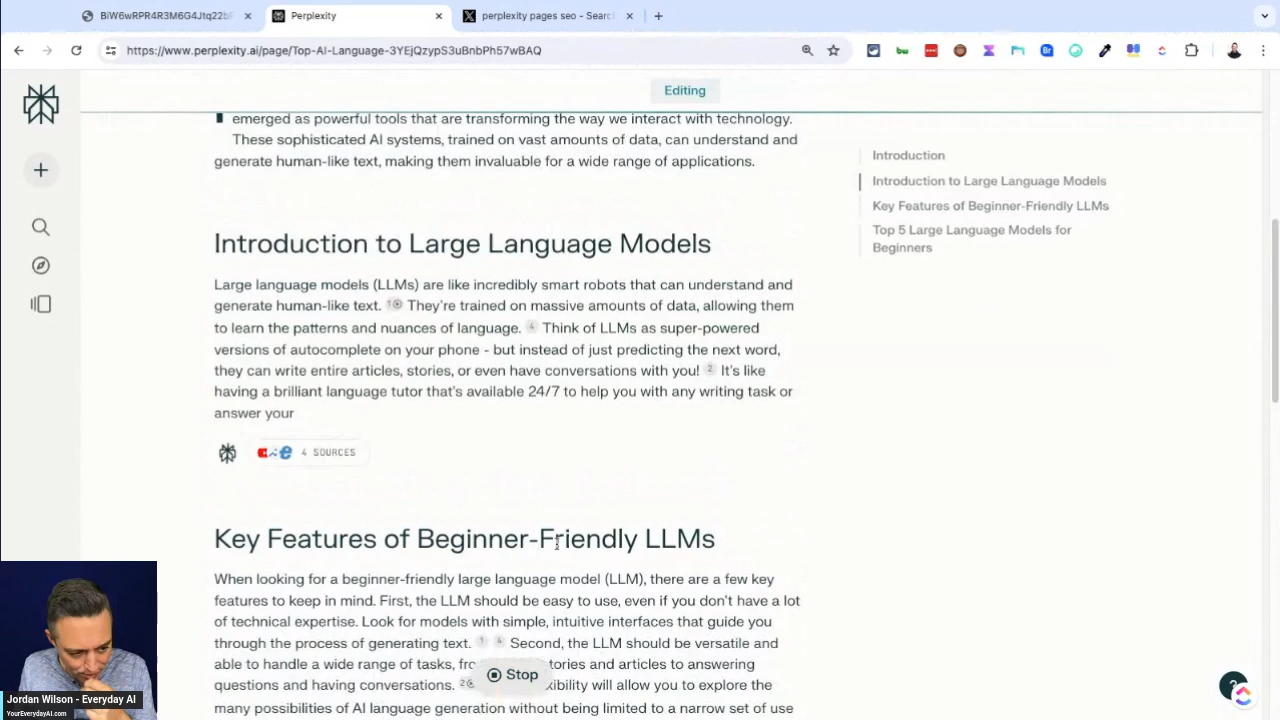 BiW6wRPR4R3M6G4Jtq22bF
Perplexity
perplexity pages seo - Searc
https://www.perplexity.ai/page/Top-AI-Language-3YEjQzypS3uBnbPh57wBAQ
Editing
emerged as powerful tools that are transforming the way we interact with technology.
These sophisticated AI systems, trained on vast amounts of data, can understand and
generate human-like text, making them invaluable for a wide range of applications.
Introduction
Introduction to Large Language Models
Key Features of Beginner-Friendly LLMs
Top 5 Large Language Models for
Beginners
Introduction to Large Language Models
Large language models (LLMs) are like incredibly smart robots that can understand and
generate human-like text. They're trained on massive amounts of data, allowing them
to learn the patterns and nuances of language. 4 Think of LLMs as super-powered
versions of autocomplete on your phone - but instead of just predicting the next word,
they can write entire articles, stories, or even have conversations with you! 2 It's like
having a brilliant language tutor that's available 24/7 to help you with any writing task or
answer your
4 SOURCES
Key Features of Beginner-Friendly LLMs
When looking for a beginner-friendly large language model (LLM), there are a few key
features to keep in mind. First, the LLM should be easy to use, even if you don't have a lot
of technical expertise. Look for models with simple, intuitive interfaces that guide you
through the process of generating text. 1 4 Second, the LLM should be versatile and
able to handle a wide range of tasks, stories and articles to answering
questions and having conversations. will allow you to explore the
many possibilities of AI language generation without being limited to a narrow set of use
Stop
Jordan Wilson - Everyday AI
YourEverydayAI.com